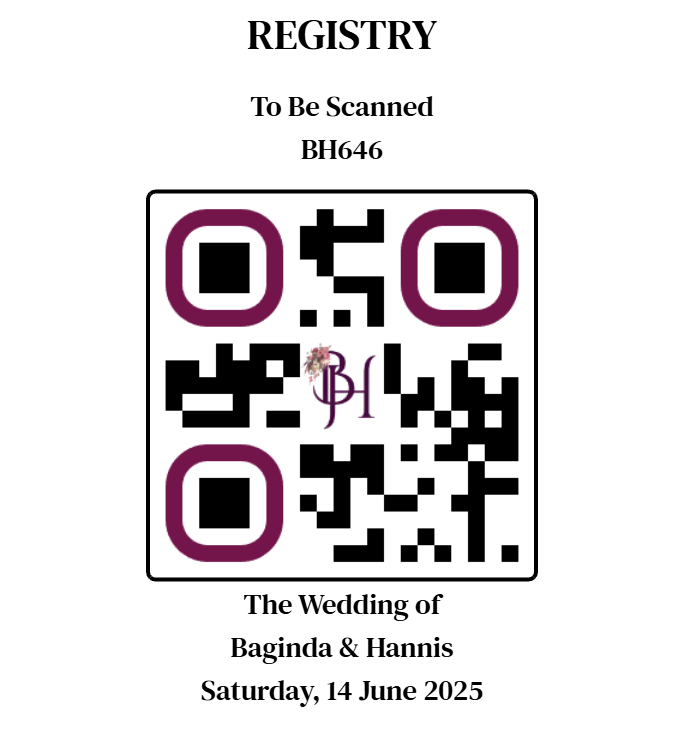 REGISTRY
To Be Scanned
BH646
BH
The Wedding of
Baginda & Hannis
Saturday, 14 June 2025